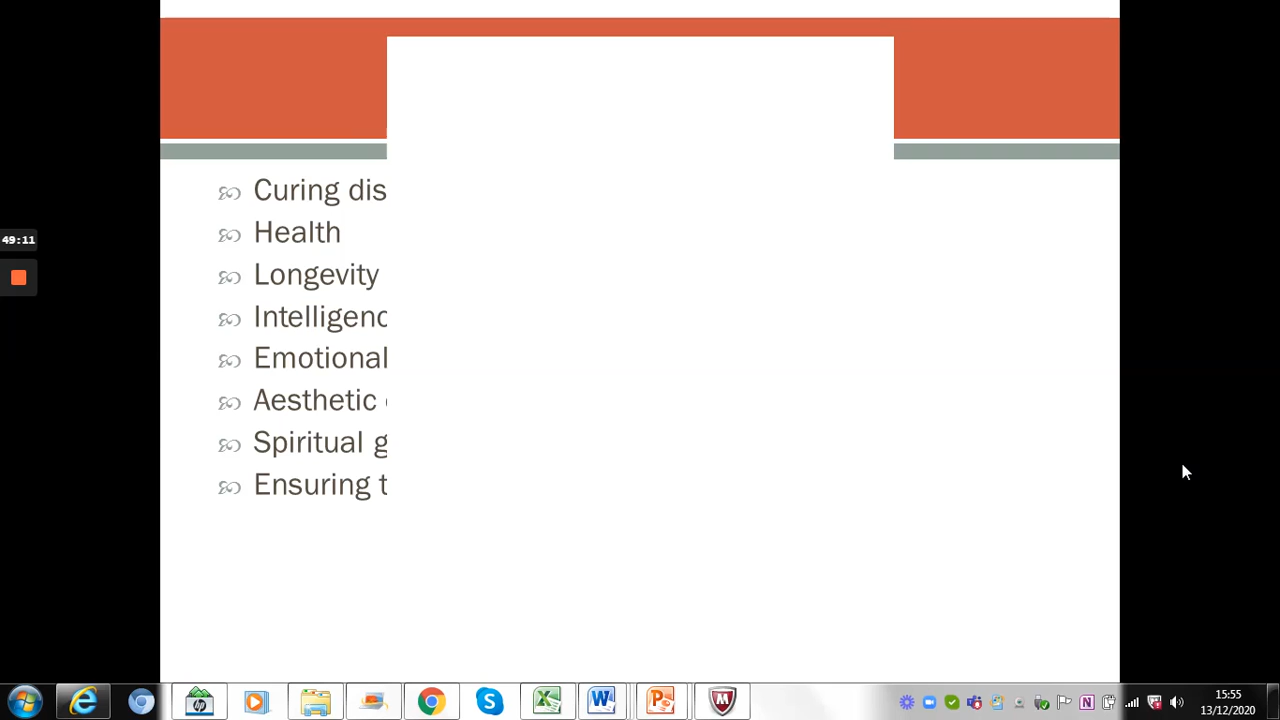 Curing dis
Health
49:11
Longevity
Intelligenc
Emotional
Aesthetic
Spiritual g
Ensuring t
15:55
13/12/2020